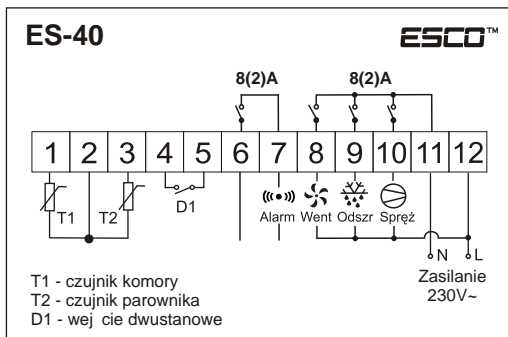 ES-40 ESCO™
8(2)A 8(2)A
1 2 3 4 5 6 7 8 9 10 11 12
T1 T2 D1 Alarm Went Odszr Spręż
N L
Zasilanie
230V~
T1 - czujnik komory
T2 - czujnik parownika
D1 - wej cie dwustanowe